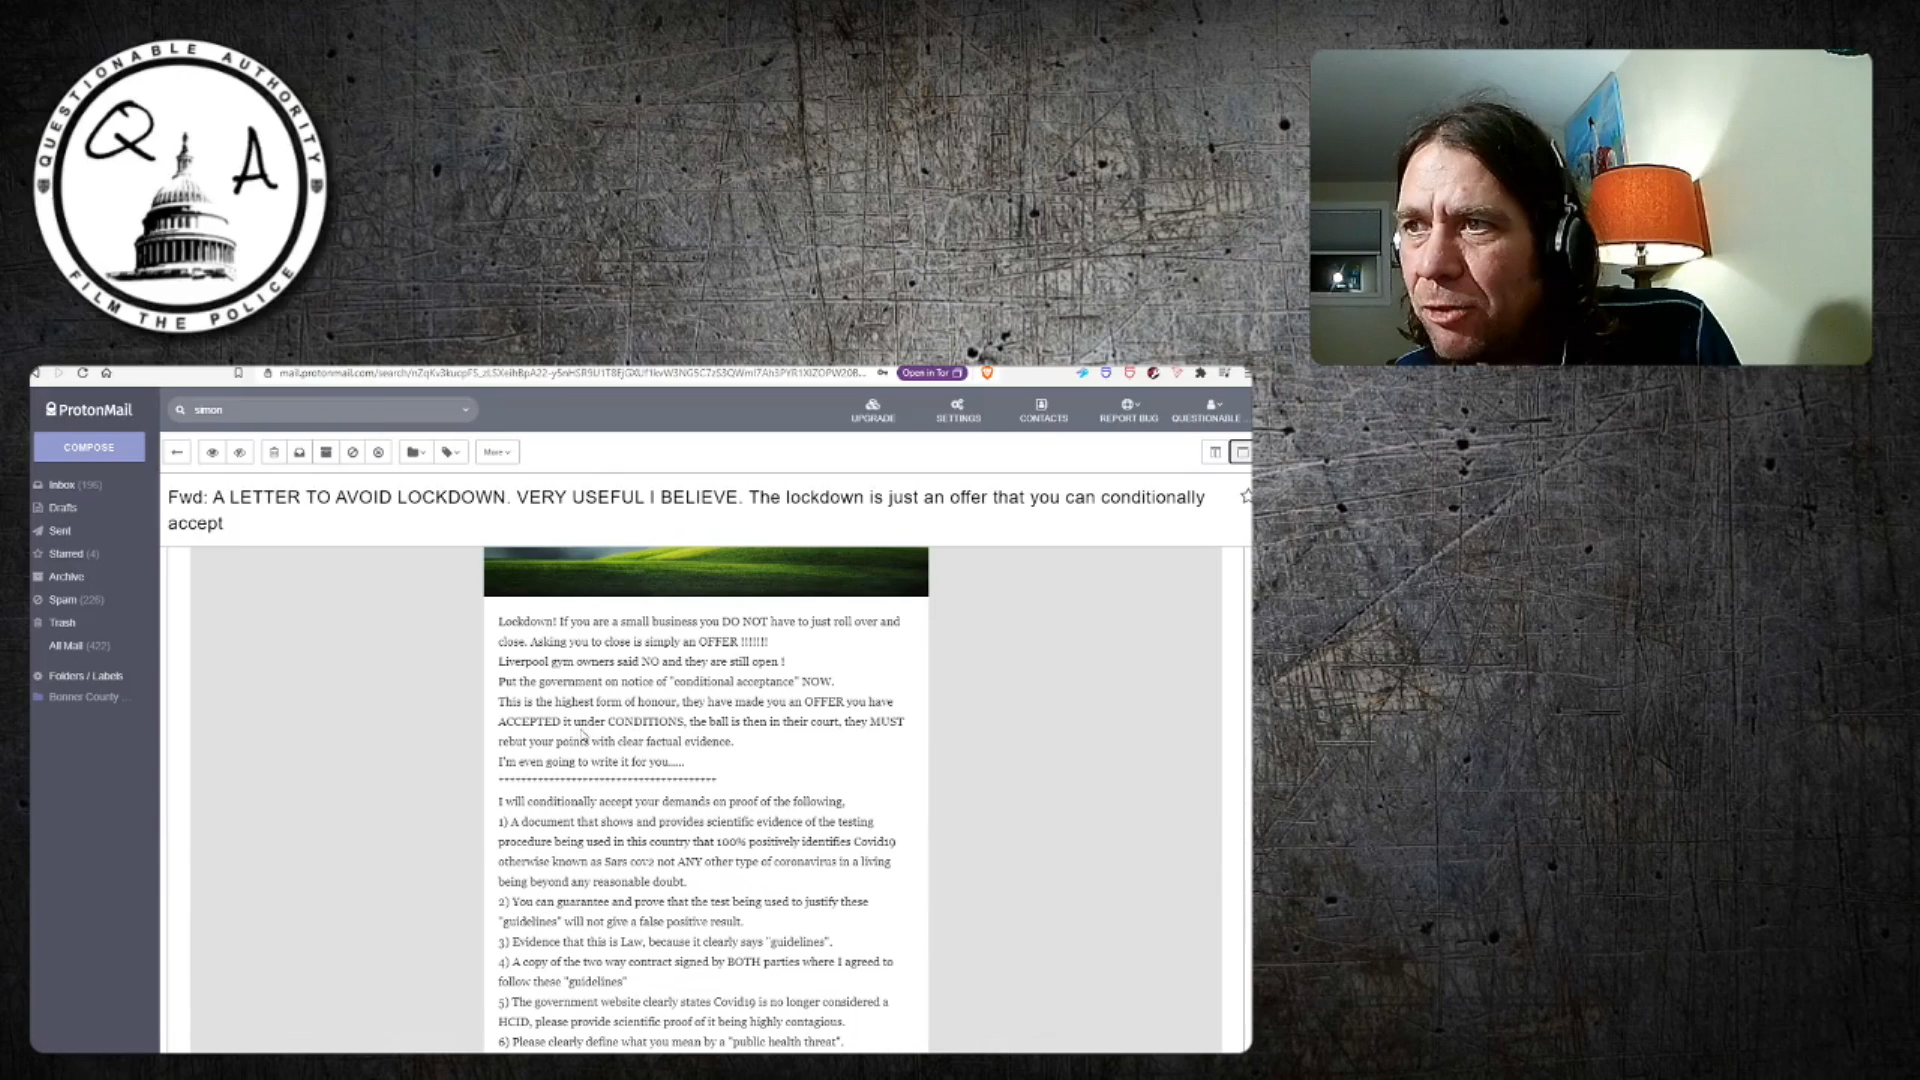 QUESTIONABLE AUTHORITY
Q A
FILM THE POLICE
Open in Tor
ProtonMail
simon
UPGRADE
SETTINGS
CONTACTS
REPORT BUG
QUESTIONABLE
COMPOSE
More
Inbox (196)
Drafts
Sent
Starred (4)
Archive
Spam (226)
Trash
All Mail (422)
Folders / Labels
Bonner County ...
Fwd: A LETTER TO AVOID LOCKDOWN. VERY USEFUL I BELIEVE. The lockdown is just an offer that you can conditionally
accept
Lockdown! If you are a small business you DO NOT have to just roll over and
close. Asking you to close is simply an OFFER !!!!!!!
Liverpool gym owners said NO and they are still open !
Put the government on notice of "conditional acceptance" NOW.
This is the highest form of honour, they have made you an OFFER you have
ACCEPTED it under CONDITIONS, the ball is then in their court, they MUST
rebut your points with clear factual evidence.
I'm even going to write it for you.....
I will conditionally accept your demands on proof of the following,
1) A document that shows and provides scientific evidence of the testing
procedure being used in this country that 100% positively identifies Covid19
otherwise known as Sars cov2 not ANY other type of coronavirus in a living
being beyond any reasonable doubt.
2) You can guarantee and prove that the test being used to justify these
"guidelines" will not give a false positive result.
3) Evidence that this is Law, because it clearly says "guidelines".
4) A copy of the two way contract signed by BOTH parties where I agreed to
follow these "guidelines"
5) The government website clearly states Covid19 is no longer considered a
HCID, please provide scientific proof of it being highly contagious.
6) Please clearly define what you mean by a "public health threat".